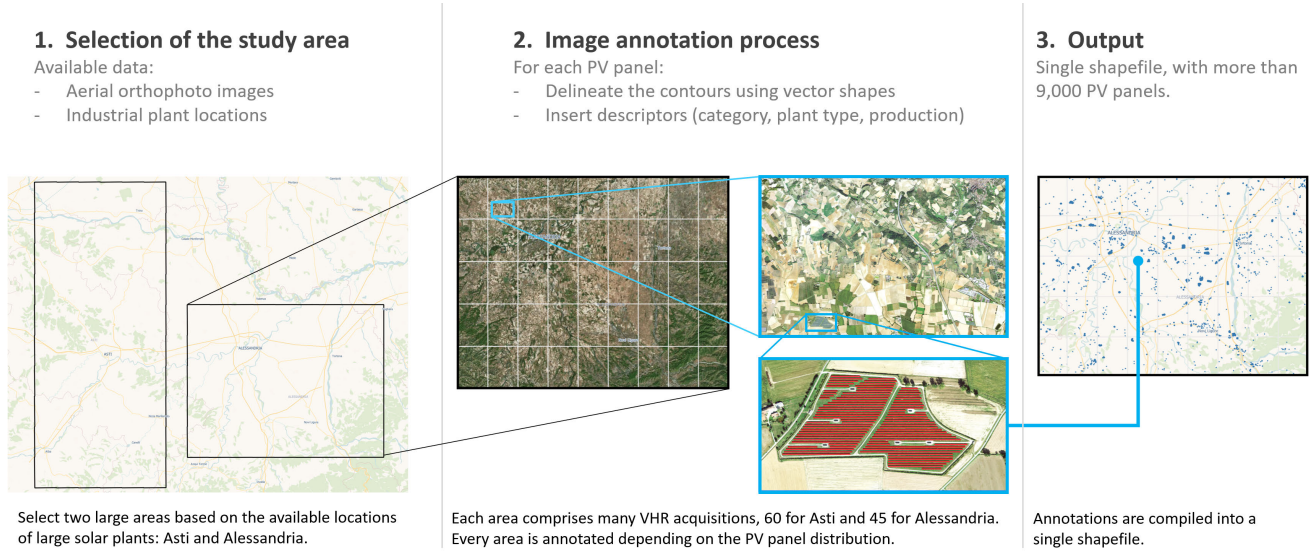 1. Selection of the study area
Available data:
- Aerial orthophoto images
- Industrial plant locations
2. Image annotation process
For each PV panel:
- Delineate the contours using vector shapes
- Insert descriptors (category, plant type, production)
3. Output
Single shapefile, with more than
9,000 PV panels.
ASTI
ALESSANDRIA
ALESSANDRIA
Select two large areas based on the available locations
of large solar plants: Asti and Alessandria.
Each area comprises many VHR acquisitions, 60 for Asti and 45 for Alessandria.
Every area is annotated depending on the PV panel distribution.
Annotations are compiled into a
single shapefile.